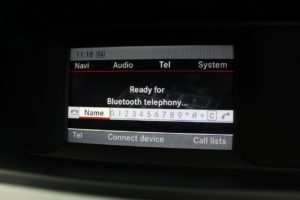 11:16 TA
Navi Audio Tel System
Ready for
Bluetooth telephony...
Name 0 1 2 3 4 5 6 7 8 9 * # + C
Tel Connect device Call lists